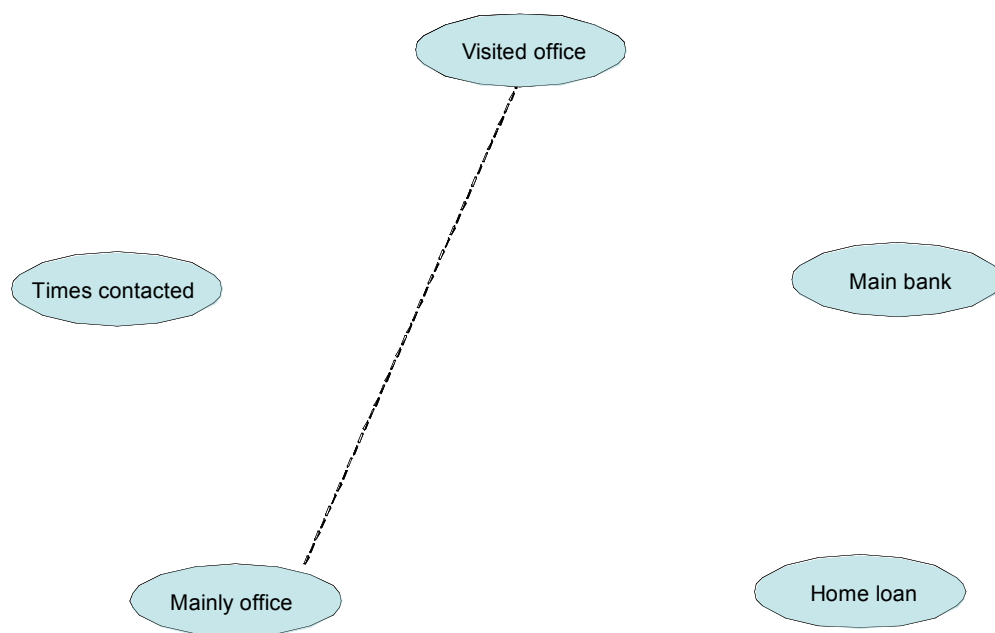 Visited office
Times contacted
Main bank
Mainly office
Home loan